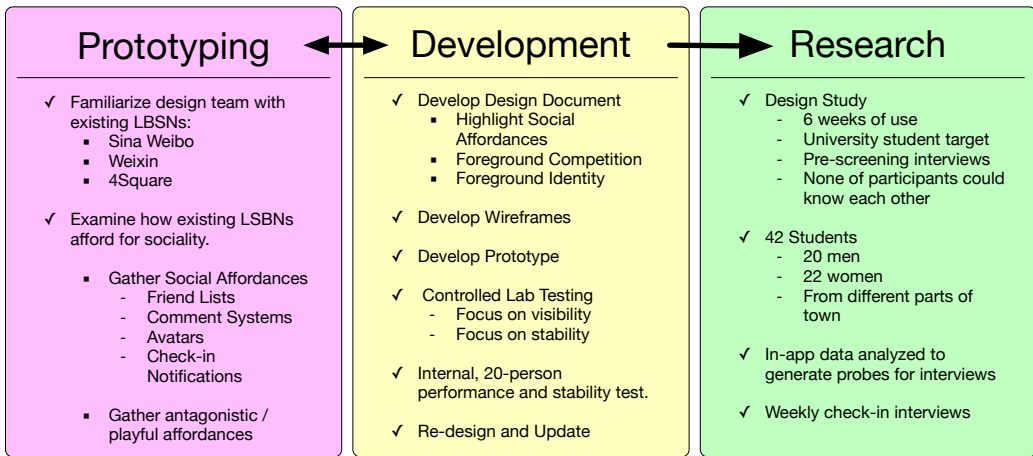 Prototyping
✓ Familiarize design team with
existing LBSNs:
▪ Sina Weibo
▪ Weixin
▪ 4Square
✓ Examine how existing LSBNs
afford for sociality.
▪ Gather Social Affordances
- Friend Lists
- Comment Systems
- Avatars
- Check-in
Notifications
▪ Gather antagonistic /
playful affordances
Development
✓ Develop Design Document
▪ Highlight Social
Affordances
▪ Foreground Competition
▪ Foreground Identity
✓ Develop Wireframes
✓ Develop Prototype
✓ Controlled Lab Testing
- Focus on visibility
- Focus on stability
✓ Internal, 20-person
performance and stability test.
✓ Re-design and Update
Research
✓ Design Study
- 6 weeks of use
- University student target
- Pre-screening interviews
- None of participants could
know each other
✓ 42 Students
- 20 men
- 22 women
- From different parts of
town
✓ In-app data analyzed to
generate probes for interviews
✓ Weekly check-in interviews